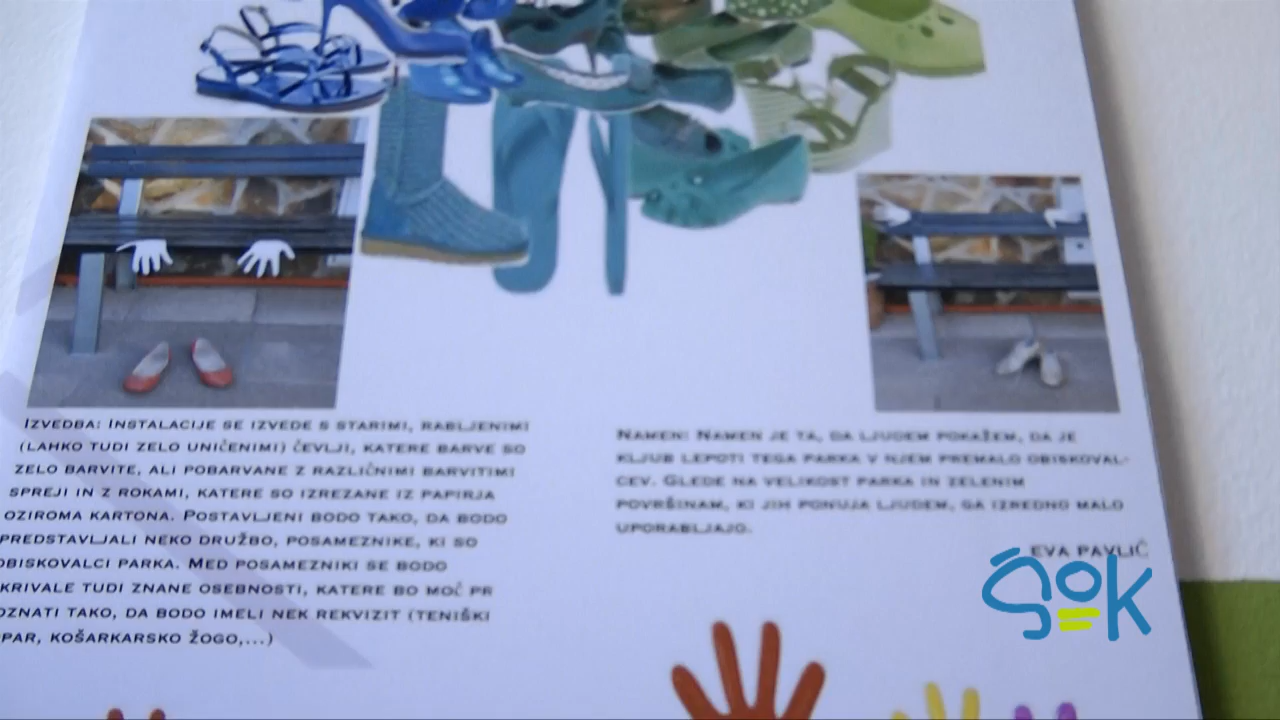 IZVEDBA: INSTALACIJE SE IZVEDE S STARIMI, RABLJENIMI
(LAHKO TUDI ZELO UNIČENIMI) ČEVLJI, KATERE BARVE SO
ZELO BARVITE, ALI POBARVANE Z RAZLIČNIMI BARVITIMI
SPREJI IN Z ROKAMI, KATERE SO IZREZANE IZ PAPIRJA
OZIROMA KARTONA. POSTAVLJENI BODO TAKO, DA BODO
PREDSTAVLJALI NEKO DRUŽBO, POSAMEZNIKE, KI SO
OBISKOVALCI PARKA. MED POSAMEZNIKI SE BODO
KRIVALE TUDI ZNANE OSEBNOSTI, KATERE BO MOČ PR
OZNATI TAKO, DA BODO IMELI NEK REKVIZIT (TENIŠKI
PAR, KOŠARKARSKO ŽOGO,...)
NAMEN: NAMEN JE TA, DA LJUDEM POKAŽEM, DA JE
KLJUB LEPOTI TEGA PARKA V NJEM PREMALO OBISKOVAL-
CEV. GLEDE NA VELIKOST PARKA IN ZELENIM
POVRŠINAM, KI JIH PONUJA LJUDEM, GA IZREDNO MALO
UPORABLJAJO.
EVA PAVLIČ
ŠOK